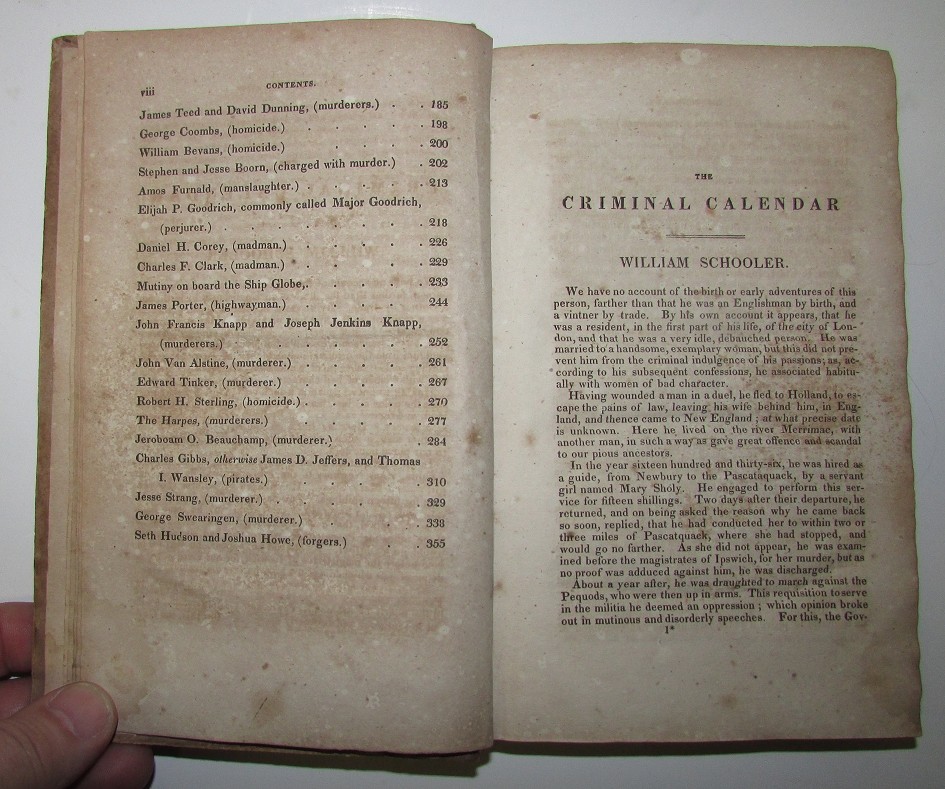 viii CONTENTS.
James Teed and David Dunning, (murderers.) . . 185
George Coombs, (homicide.) . . . . . 198
William Bevans, (homicide.) . . . . . 200
Stephen and Jesse Boorn, (charged with murder.) . 202
Amos Furnald, (manslaughter.) . . . . . 213
Elijah P. Goodrich, commonly called Major Goodrich,
(perjurer.) . . . . . . . 218
Daniel H. Corey, (madman.) . . . . . 226
Charles F. Clark, (madman.) . . . . . 229
Mutiny on board the Ship Globe,. . . . . 233
James Porter, (highwayman.) . . . . . 244
John Francis Knapp and Joseph Jenkins Knapp,
(murderers.) . . . . . . 252
John Van Alstine, (murderer.) . . . . . 261
Edward Tinker, (murderer.) . . . . . 267
Robert H. Sterling, (homicide.) . . . . . 270
The Harpes, (murderers.) . . . . . 277
Jeroboam O. Beauchamp, (murderer.) . . . . 284
Charles Gibbs, otherwise James D. Jeffers, and Thomas
I. Wansley, (pirates.) . . . . . 310
Jesse Strang, (murderer.) . . . . . 329
George Swearingen, (murderer.) . . . . 338
Seth Hudson and Joshua Howe, (forgers.) . . 355
THE
CRIMINAL CALENDAR
WILLIAM SCHOOLER.
We have no account of the birth or early adventures of this
person, farther than that he was an Englishman by birth, and
a vintner by trade. By his own account it appears, that he
was a resident, in the first part of his life, of the city of Lon-
don, and that he was a very idle, debauched person. He was
married to a handsome, exemplary woman, but this did not pre-
vent him from the criminal indulgence of his passions; as, ac-
cording to his subsequent confessions, he associated habitu-
ally with women of bad character.
Having wounded a man in a duel, he fled to Holland, to es-
cape the pains of law, leaving his wife behind him, in Eng-
land, and thence came to New England; at what precise date
is unknown. Here he lived on the river Merrimac, with
another man, in such a way as gave great offence and scandal
to our pious ancestors.
In the year sixteen hundred and thirty-six, he was hired as
a guide, from Newbury to the Pascataquack, by a servant
girl named Mary Sholy. He engaged to perform this ser-
vice for fifteen shillings. Two days after their departure, he
returned, and on being asked the reason why he came back
so soon, replied, that he had conducted her to within two or
three miles of Pascatquack, where she had stopped, and
would go no farther. As she did not appear, he was exam-
ined before the magistrates of Ipswich, for her murder, but as
no proof was adduced against him, he was discharged.
About a year after, he was draughted to march against the
Pequods, who were then up in arms. This requisition to serve
in the militia he deemed an oppression; which opinion broke
out in mutinous and disorderly speeches. For this, the Gov-
1*